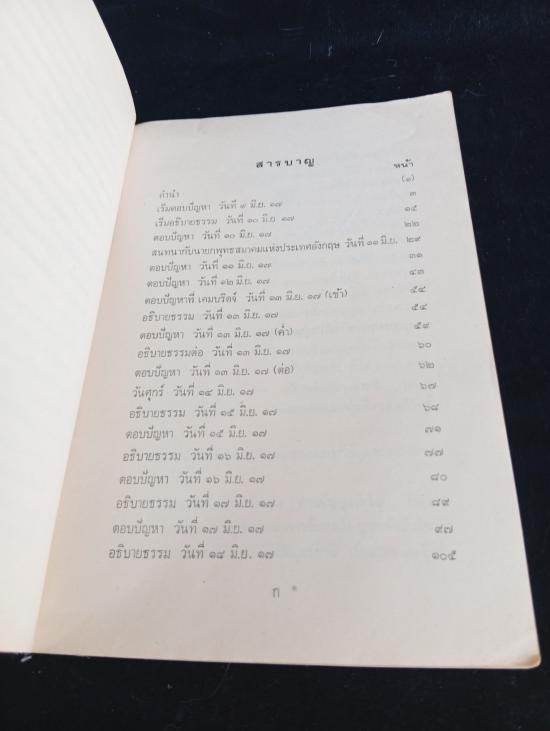 สารบาญ
หน้า
คำนำ (๑)
เริ่มตอบปัญหา วันที่ ๙ มิ.ย. ๑๗ ๓
เริ่มอธิบายธรรม วันที่ ๑๐ มิ.ย. ๑๗ ๑๕
ตอบปัญหา วันที่ ๑๐ มิ.ย. ๑๗ ๒๒
สนทนากับนายกพุทธสมาคมแห่งประเทศอังกฤษ วันที่ ๑๑ มิ.ย. ๒๙
ตอบปัญหา วันที่ ๑๑ มิ.ย. ๑๗ ๓๑
ตอบปัญหา วันที่ ๑๒ มิ.ย. ๑๗ ๔๓
ตอบปัญหาที่ เคมบริดจ์ วันที่ ๑๓ มิ.ย. ๑๗ (เช้า) ๕๔
อธิบายธรรม วันที่ ๑๓ มิ.ย. ๑๗ ๕๔
ตอบปัญหา วันที่ ๑๓ มิ.ย. ๑๗ (ค่ำ) ๕๙
อธิบายธรรมต่อ วันที่ ๑๓ มิ.ย. ๑๗ ๖๐
ตอบปัญหา วันที่ ๑๓ มิ.ย. ๑๗ (ต่อ) ๖๒
วันศุกร์ วันที่ ๑๔ มิ.ย. ๑๗ ๖๗
อธิบายธรรม วันที่ ๑๕ มิ.ย. ๑๗ ๖๘
ตอบปัญหา วันที่ ๑๕ มิ.ย. ๑๗ ๗๑
อธิบายธรรม วันที่ ๑๖ มิ.ย. ๑๗ ๗๗
ตอบปัญหา วันที่ ๑๖ มิ.ย. ๑๗ ๘๐
อธิบายธรรม วันที่ ๑๗ มิ.ย. ๑๗ ๘๙
ตอบปัญหา วันที่ ๑๗ มิ.ย. ๑๗ ๙๗
อธิบายธรรม วันที่ ๑๘ มิ.ย. ๑๗ ๑๐๕
ก *